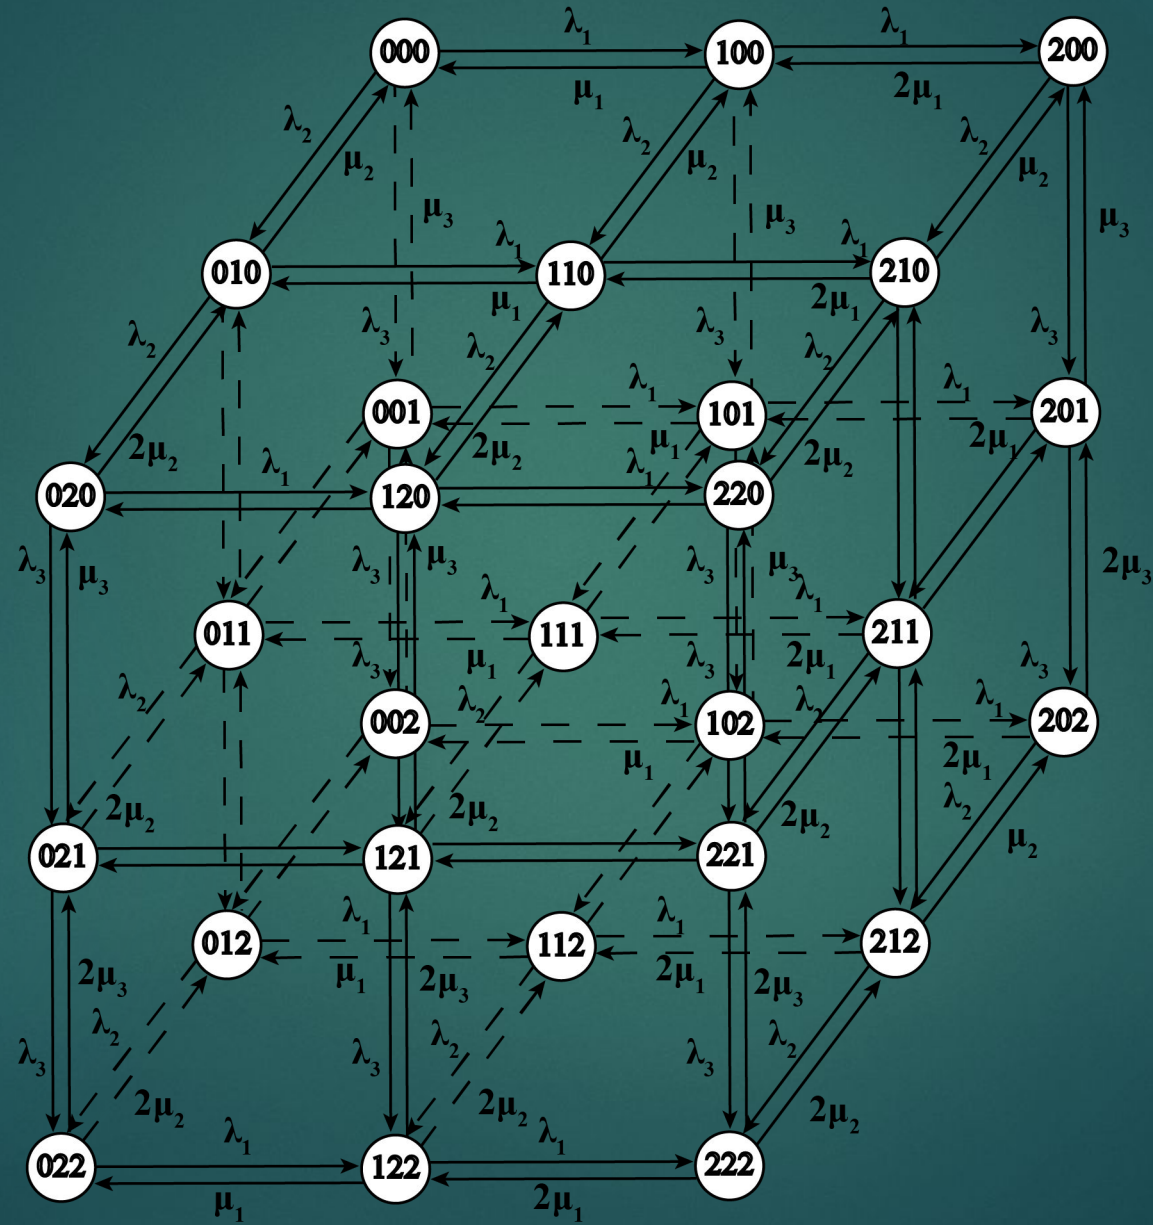 λ₁ λ₁
000 100 200
μ₁ 2μ₁
λ₂ λ₂ λ₂
μ₂ μ₂ μ₂
μ₃ μ₃ μ₃
λ₁ λ₁
010 110 210
μ₁ 2μ₁
λ₂ λ₃ λ₂ λ₃ λ₂ λ₃
λ₁ λ₁
001 101 201
2μ₂ 2μ₂ μ₁ 2μ₂ 2μ₁
λ₁ λ₁
020 120 220
λ₃ μ₃ λ₃ μ₃ λ₃ μ₃ 2μ₃
λ₁ λ₁
011 111 211
λ₃ μ₁ λ₃ 2μ₁ λ₃
λ₂ λ₂ λ₁ λ₂ λ₁
002 102 202
μ₁ 2μ₁
2μ₂ 2μ₂ 2μ₂ λ₂
μ₂
021 121 221
λ₁ λ₁
012 112 212
2μ₃ μ₁ 2μ₃ 2μ₁ 2μ₃
λ₂ λ₂ λ₂
λ₃ λ₃ λ₃
2μ₂ 2μ₂ 2μ₂
λ₁ λ₁
022 122 222
μ₁ 2μ₁